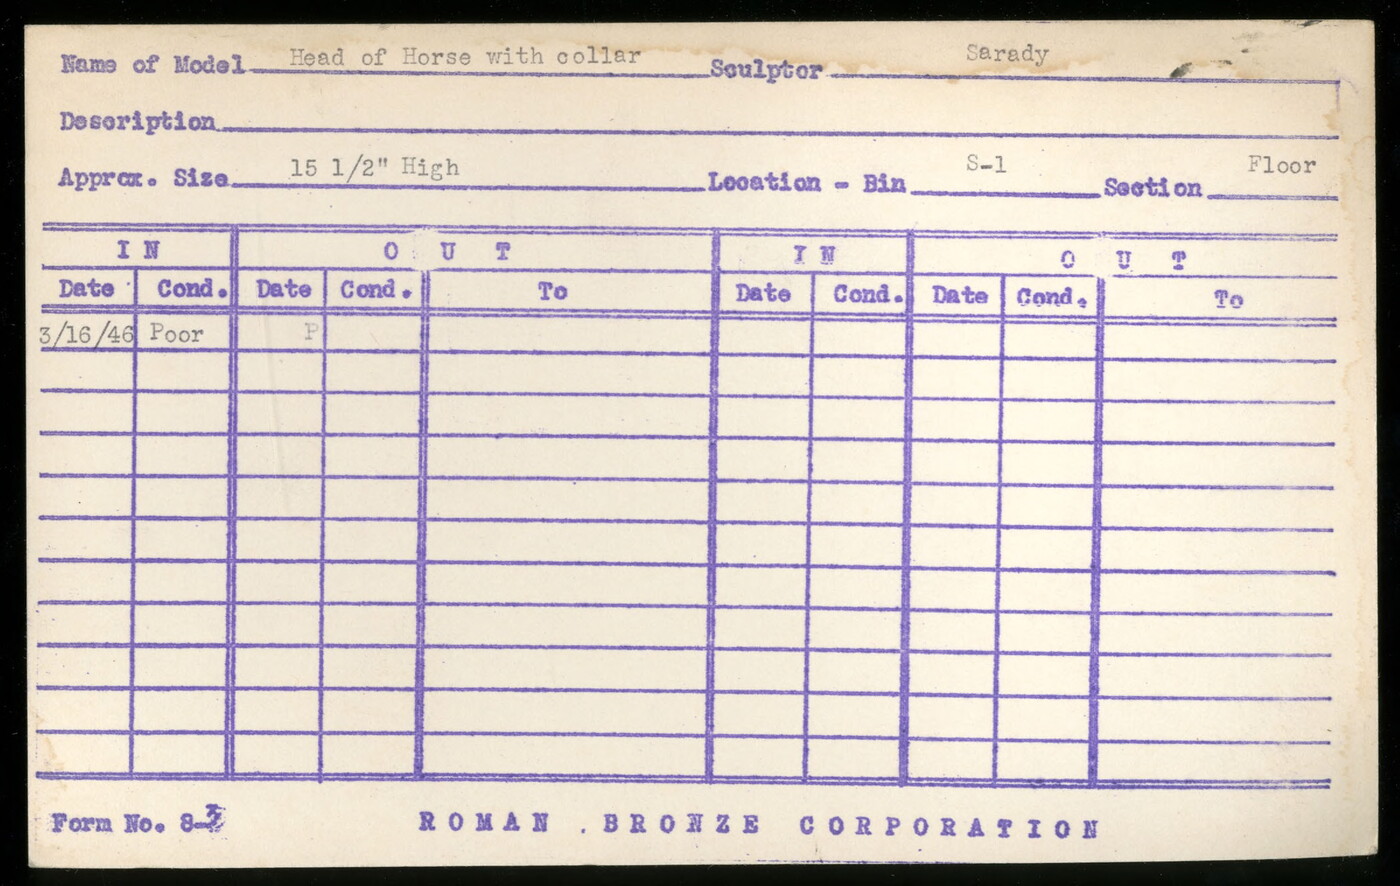 Name of Model Head of Horse with collar Sculptor Sarady
Description
Approx. Size 15 1/2" High Location - Bin S-1 Section Floor
IN OUT IN OUT
Date Cond. Date Cond. To Date Cond. Date Cond. To
3/16/46 Poor P
Form No. 8-3 ROMAN BRONZE CORPORATION